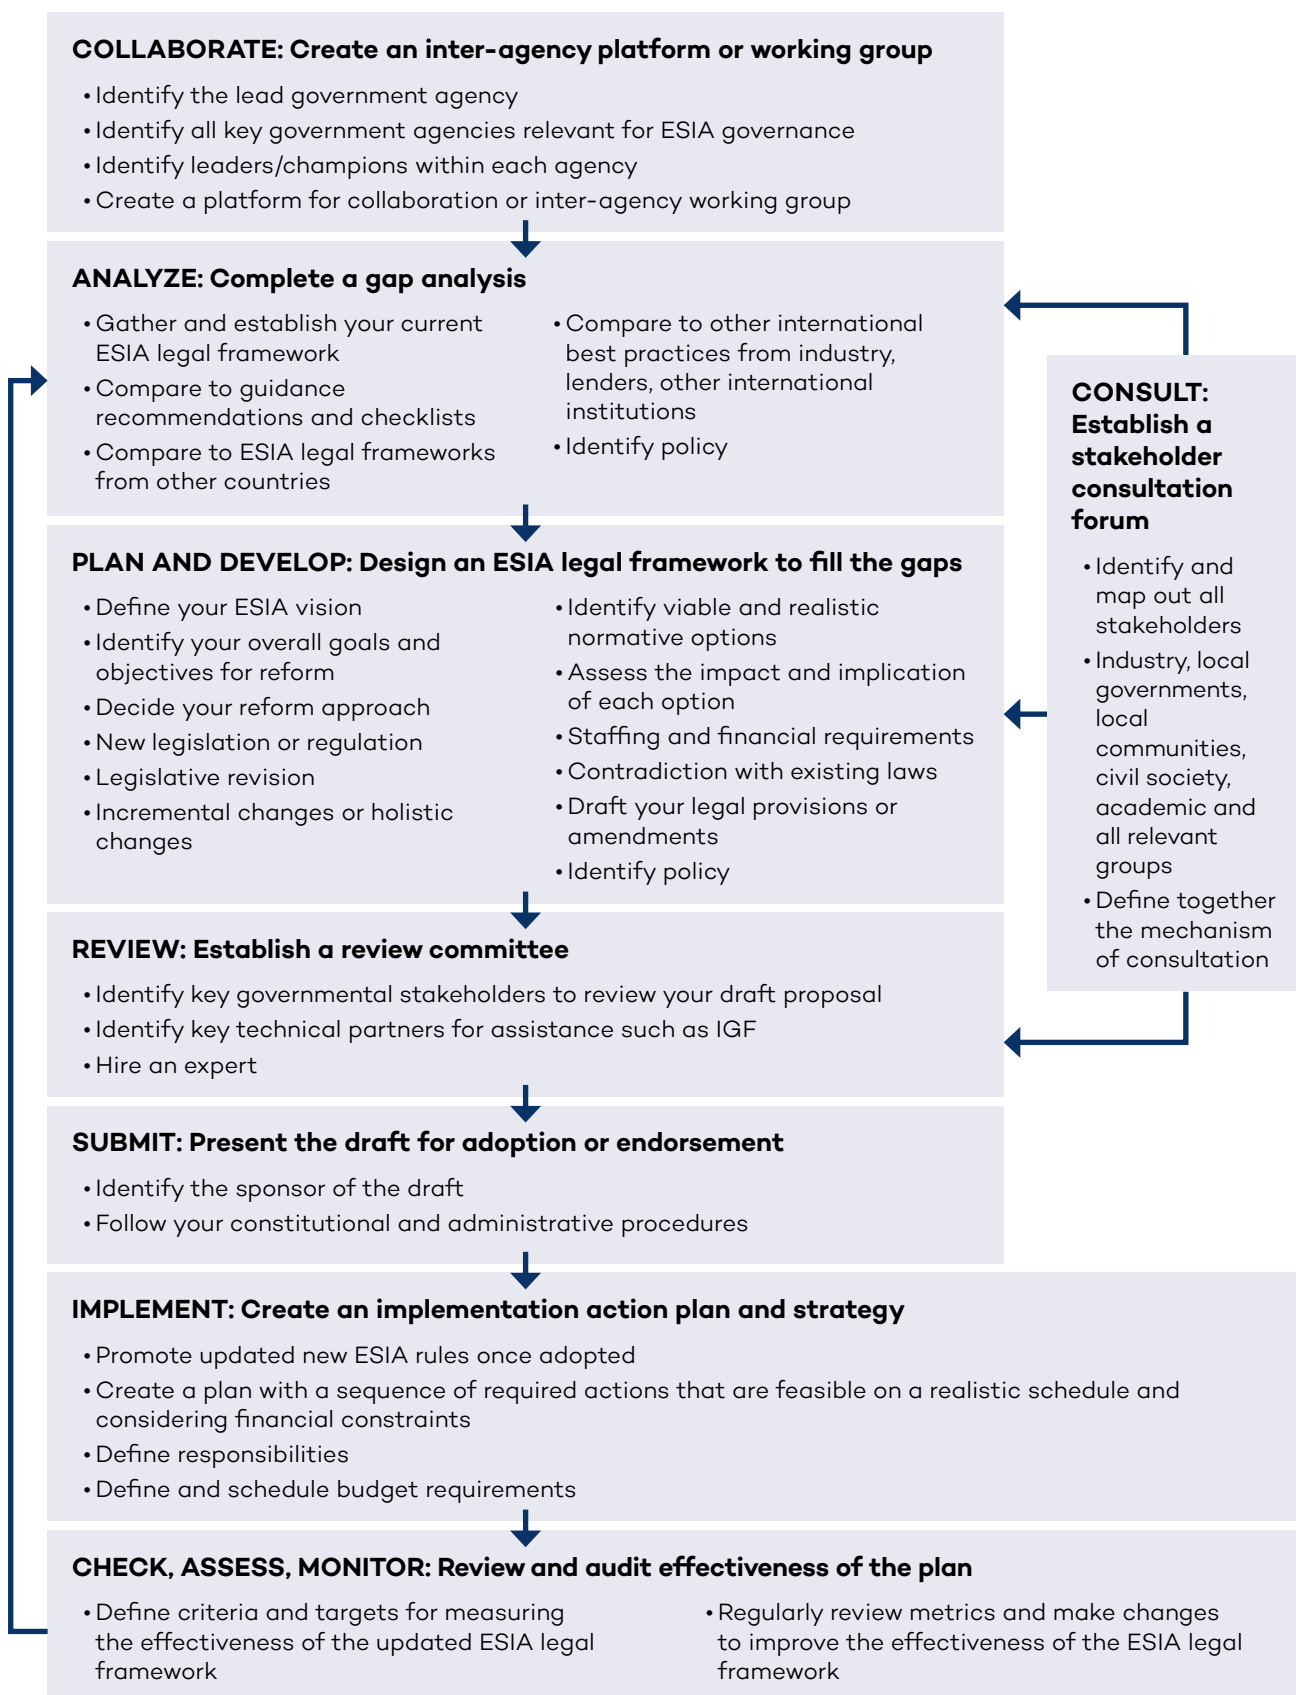 COLLABORATE: Create an inter-agency platform or working group
• Identify the lead government agency
• Identify all key government agencies relevant for ESIA governance
• Identify leaders/champions within each agency
• Create a platform for collaboration or inter-agency working group
ANALYZE: Complete a gap analysis
• Gather and establish your current
ESIA legal framework
• Compare to guidance
recommendations and checklists
• Compare to ESIA legal frameworks
from other countries
• Compare to other international
best practices from industry,
lenders, other international
institutions
• Identify policy
PLAN AND DEVELOP: Design an ESIA legal framework to fill the gaps
• Define your ESIA vision
• Identify your overall goals and
objectives for reform
• Decide your reform approach
• New legislation or regulation
• Legislative revision
• Incremental changes or holistic
changes
• Identify viable and realistic
normative options
• Assess the impact and implication
of each option
• Staffing and financial requirements
• Contradiction with existing laws
• Draft your legal provisions or
amendments
• Identify policy
CONSULT:
Establish a
stakeholder
consultation
forum
• Identify and
map out all
stakeholders
• Industry, local
governments,
local
communities,
civil society,
academic and
all relevant
groups
• Define together
the mechanism
of consultation
REVIEW: Establish a review committee
• Identify key governmental stakeholders to review your draft proposal
• Identify key technical partners for assistance such as IGF
• Hire an expert
SUBMIT: Present the draft for adoption or endorsement
• Identify the sponsor of the draft
• Follow your constitutional and administrative procedures
IMPLEMENT: Create an implementation action plan and strategy
• Promote updated new ESIA rules once adopted
• Create a plan with a sequence of required actions that are feasible on a realistic schedule and
considering financial constraints
• Define responsibilities
• Define and schedule budget requirements
CHECK, ASSESS, MONITOR: Review and audit effectiveness of the plan
• Define criteria and targets for measuring
the effectiveness of the updated ESIA legal
framework
• Regularly review metrics and make changes
to improve the effectiveness of the ESIA legal
framework